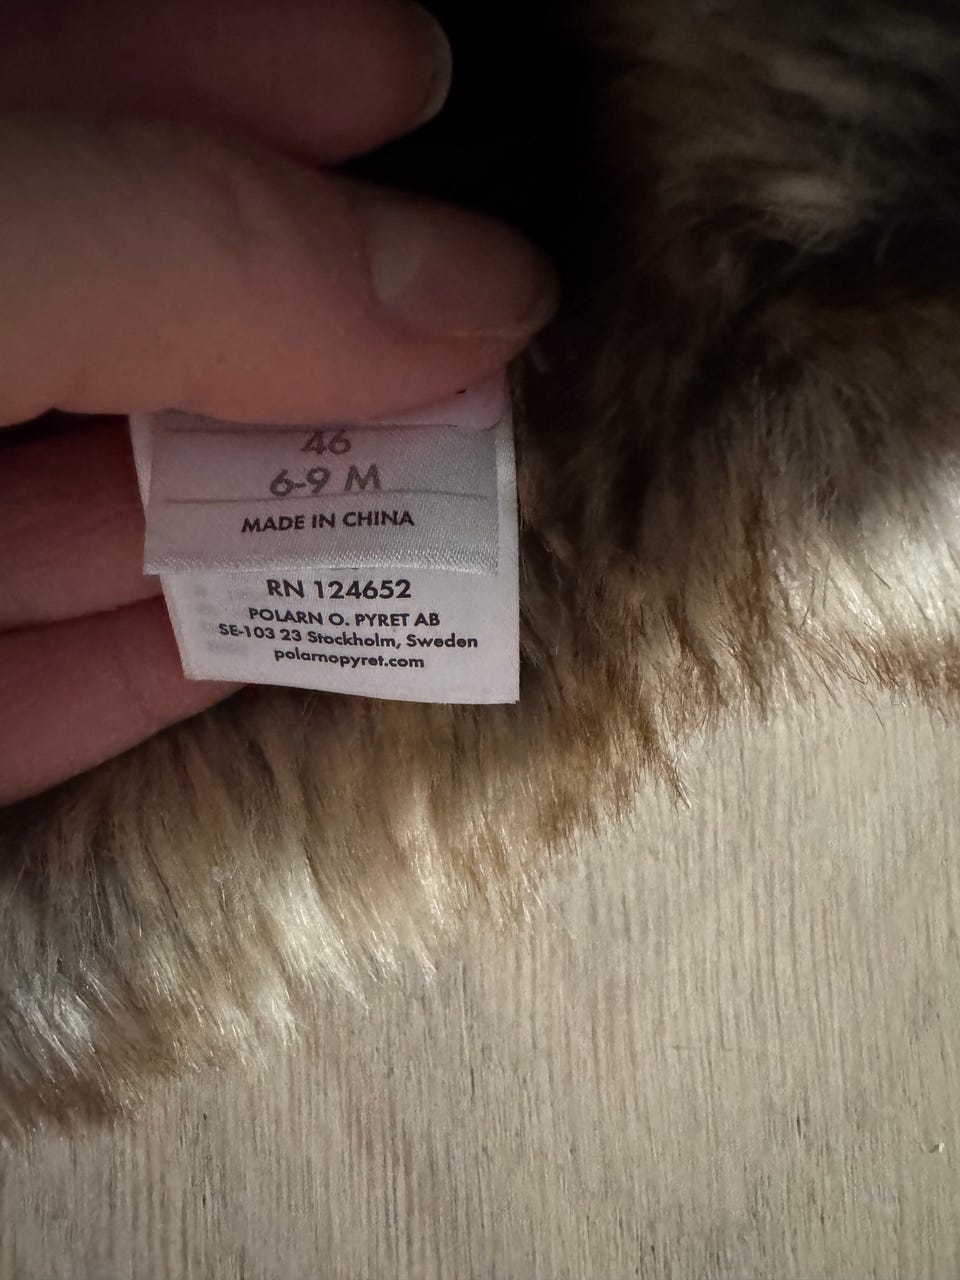 46
6-9 M
MADE IN CHINA
RN 124652
POLARN O. PYRET AB
SE-103 23 Stockholm, Sweden
polarnopyret.com